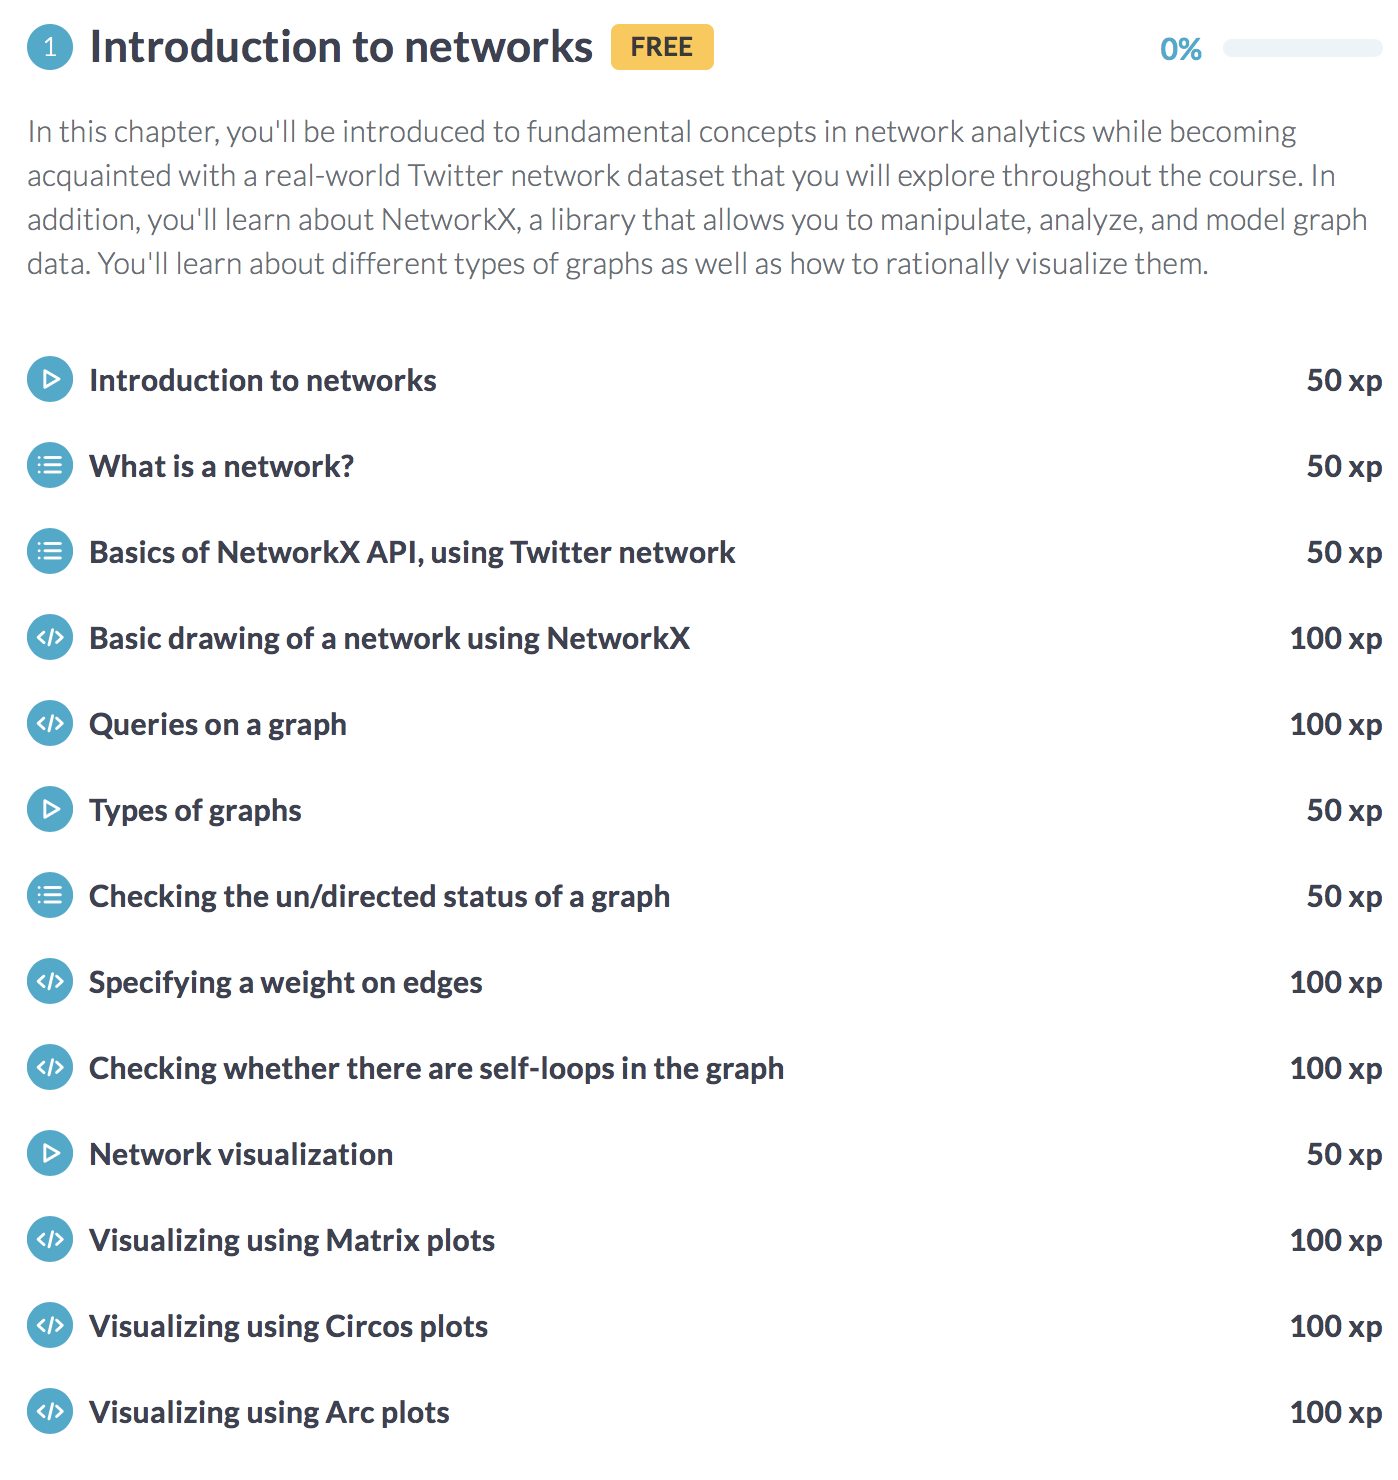 1 Introduction to networks FREE 0%
In this chapter, you'll be introduced to fundamental concepts in network analytics while becoming
acquainted with a real-world Twitter network dataset that you will explore throughout the course. In
addition, you'll learn about NetworkX, a library that allows you to manipulate, analyze, and model graph
data. You'll learn about different types of graphs as well as how to rationally visualize them.
Introduction to networks 50 xp
What is a network? 50 xp
Basics of NetworkX API, using Twitter network 50 xp
Basic drawing of a network using NetworkX 100 xp
Queries on a graph 100 xp
Types of graphs 50 xp
Checking the un/directed status of a graph 50 xp
Specifying a weight on edges 100 xp
Checking whether there are self-loops in the graph 100 xp
Network visualization 50 xp
Visualizing using Matrix plots 100 xp
Visualizing using Circos plots 100 xp
Visualizing using Arc plots 100 xp